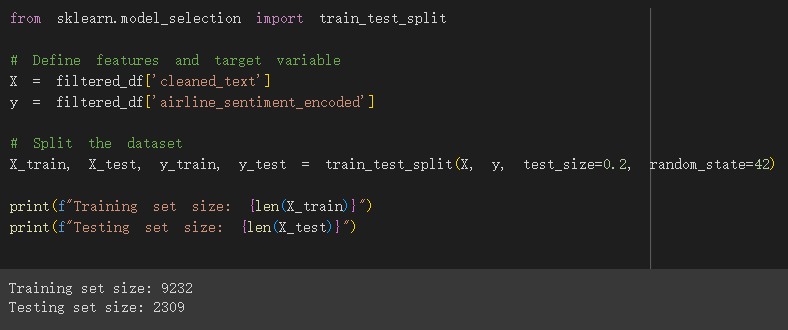 from sklearn.model_selection import train_test_split
# Define features and target variable
X = filtered_df['cleaned_text']
y = filtered_df['airline_sentiment_encoded']
# Split the dataset
X_train, X_test, y_train, y_test = train_test_split(X, y, test_size=0.2, random_state=42)
print(f"Training set size: {len(X_train)}")
print(f"Testing set size: {len(X_test)}")
Training set size: 9232
Testing set size: 2309